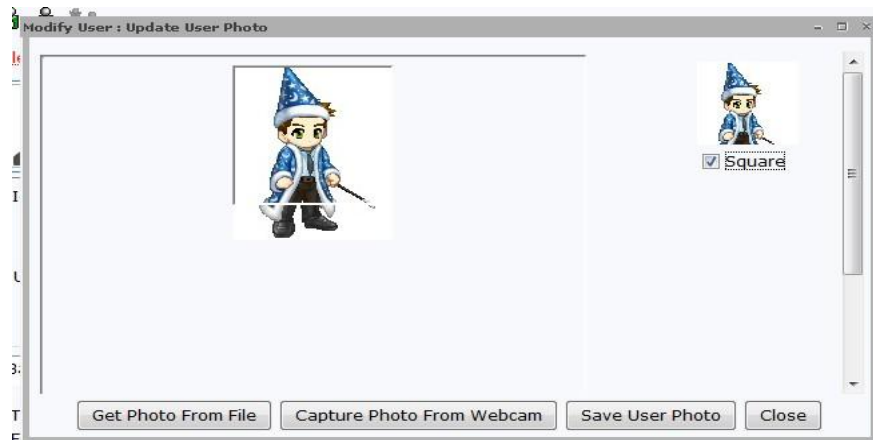 Modify User : Update User Photo
Square
Get Photo From File
Capture Photo From Webcam
Save User Photo
Close